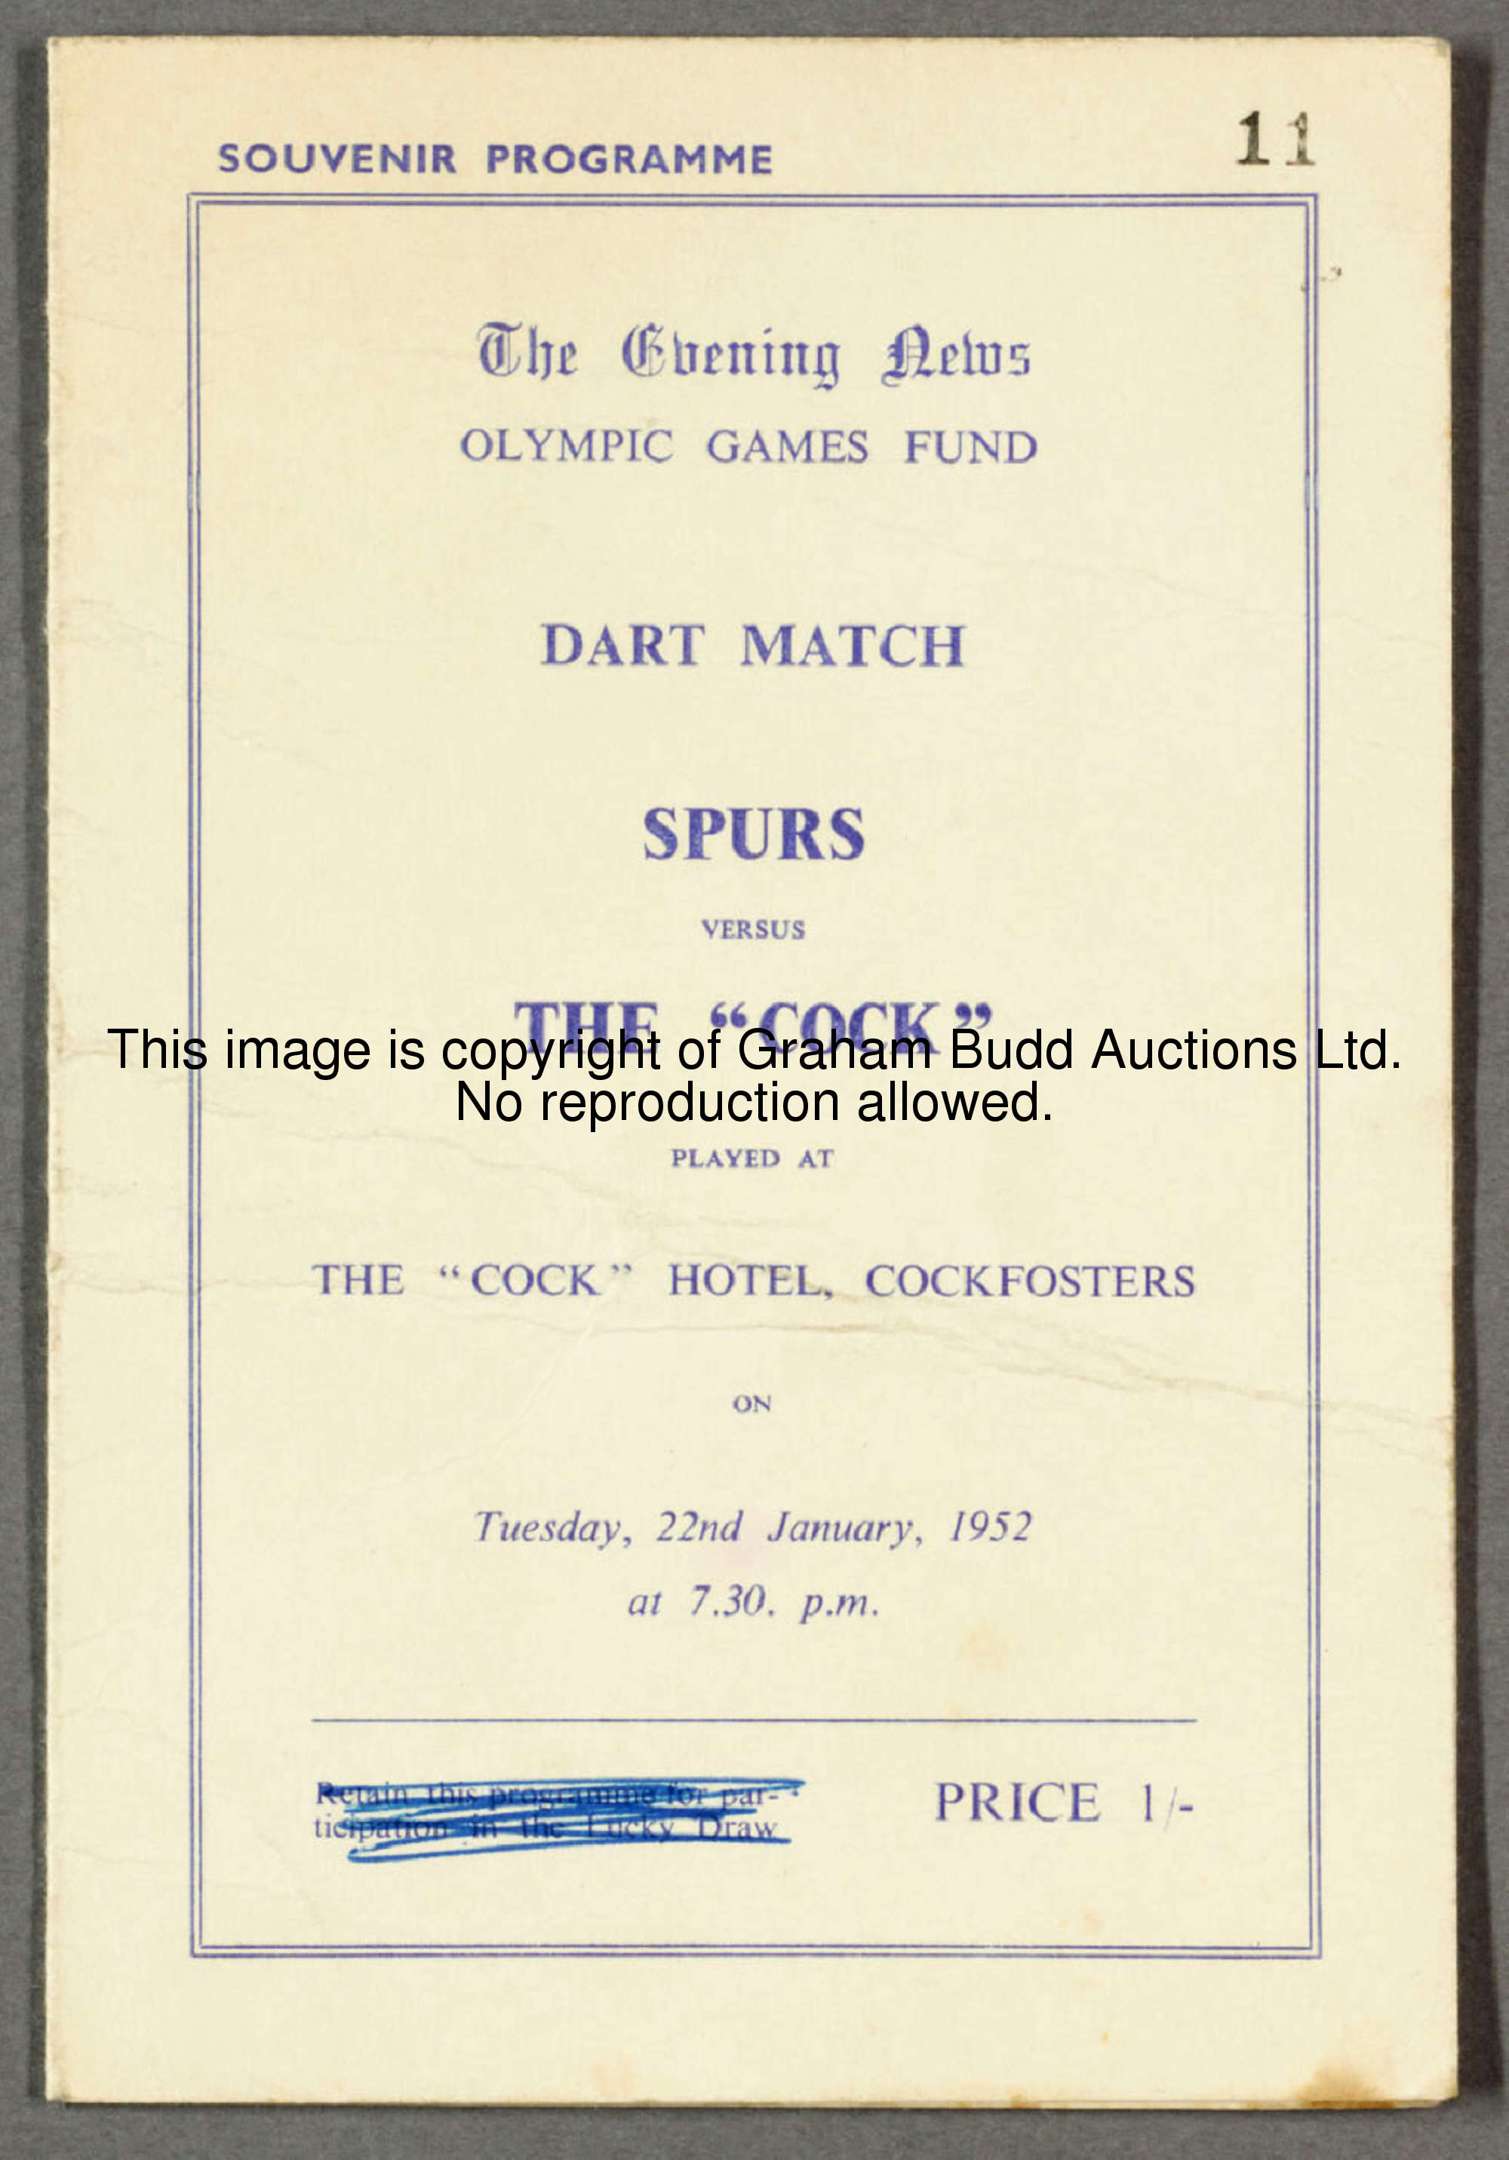 SOUVENIR PROGRAMME
11
The Evening News
OLYMPIC GAMES FUND
DART MATCH
SPURS
VERSUS
THE “COCK”
This image is copyright of Graham Budd Auctions Ltd.
No reproduction allowed.
PLAYED AT
THE “COCK” HOTEL, COCKFOSTERS
ON
Tuesday, 22nd January, 1952
at 7.30. p.m.
Retain this programme for par-
ticipation in the Lucky Draw
PRICE 1/-